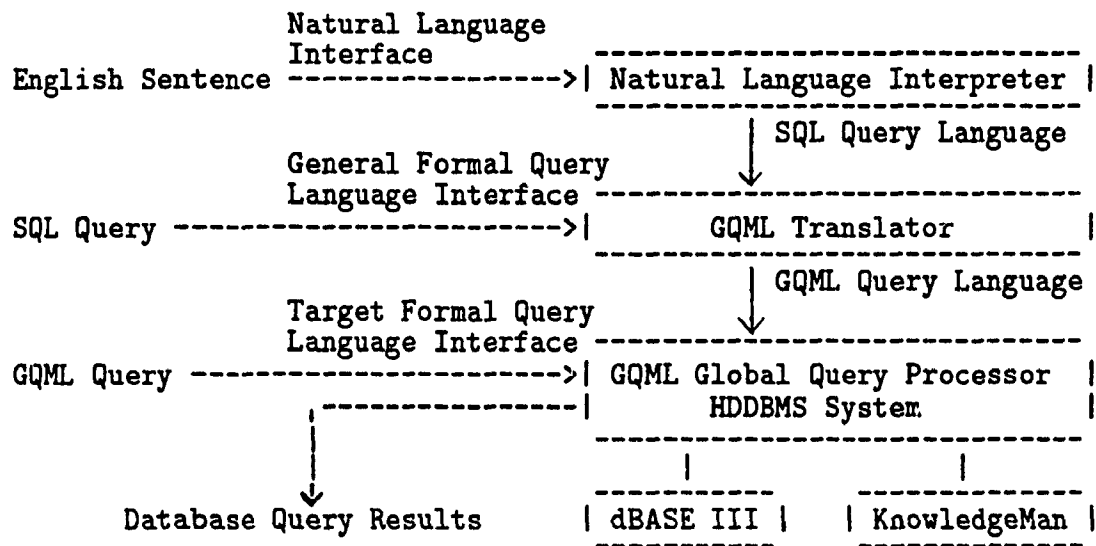 Natural Language
Interface
English Sentence ----------------->| Natural Language Interpreter |
SQL Query Language
General Formal Query
Language Interface
SQL Query ----------------------->| GQML Translator |
GQML Query Language
Target Formal Query
Language Interface
GQML Query ---------------------->| GQML Global Query Processor |
HDDBMS System
Database Query Results | dBASE III | | KnowledgeMan |